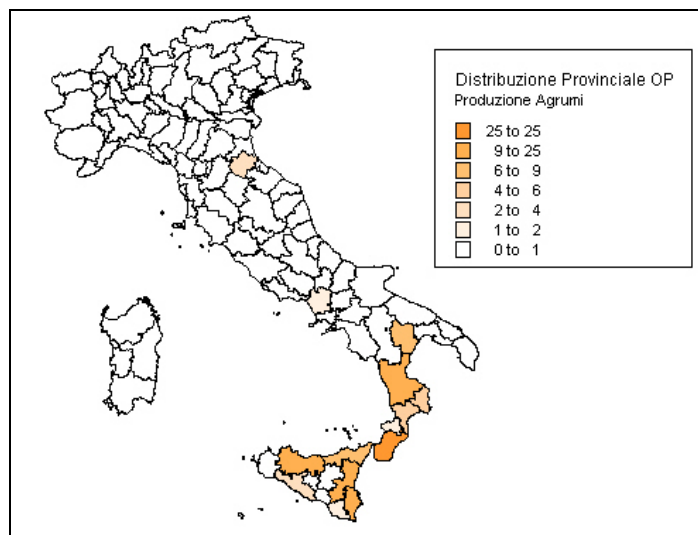 Distribuzione Provinciale OP
Produzione Agrumi
25 to 25
9 to 25
6 to 9
4 to 6
2 to 4
1 to 2
0 to 1